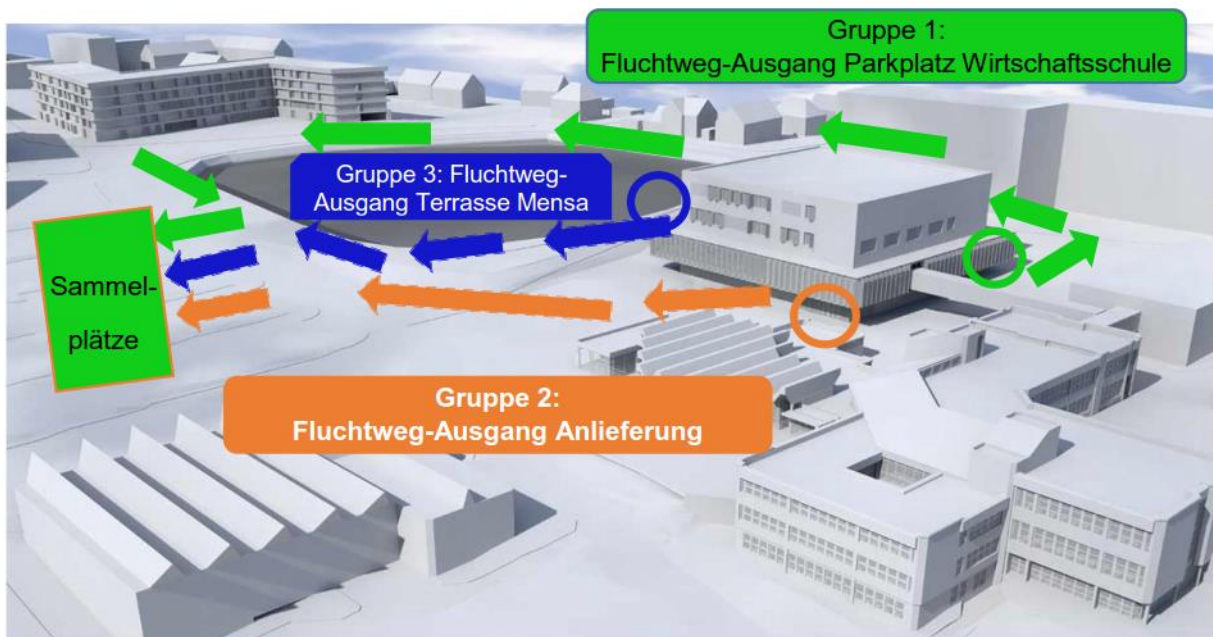 Gruppe 1:
Fluchtweg-Ausgang Parkplatz Wirtschaftsschule
Gruppe 3: Fluchtweg-
Ausgang Terrasse Mensa
Sammel-
plätze
Gruppe 2:
Fluchtweg-Ausgang Anlieferung